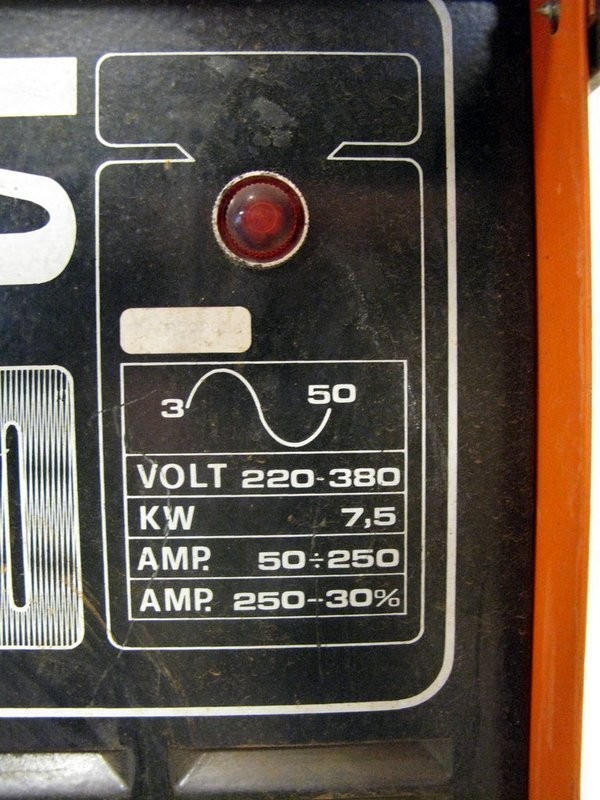 3 50
VOLT 220-380
KW 7,5
AMP. 50÷250
AMP. 250--30%